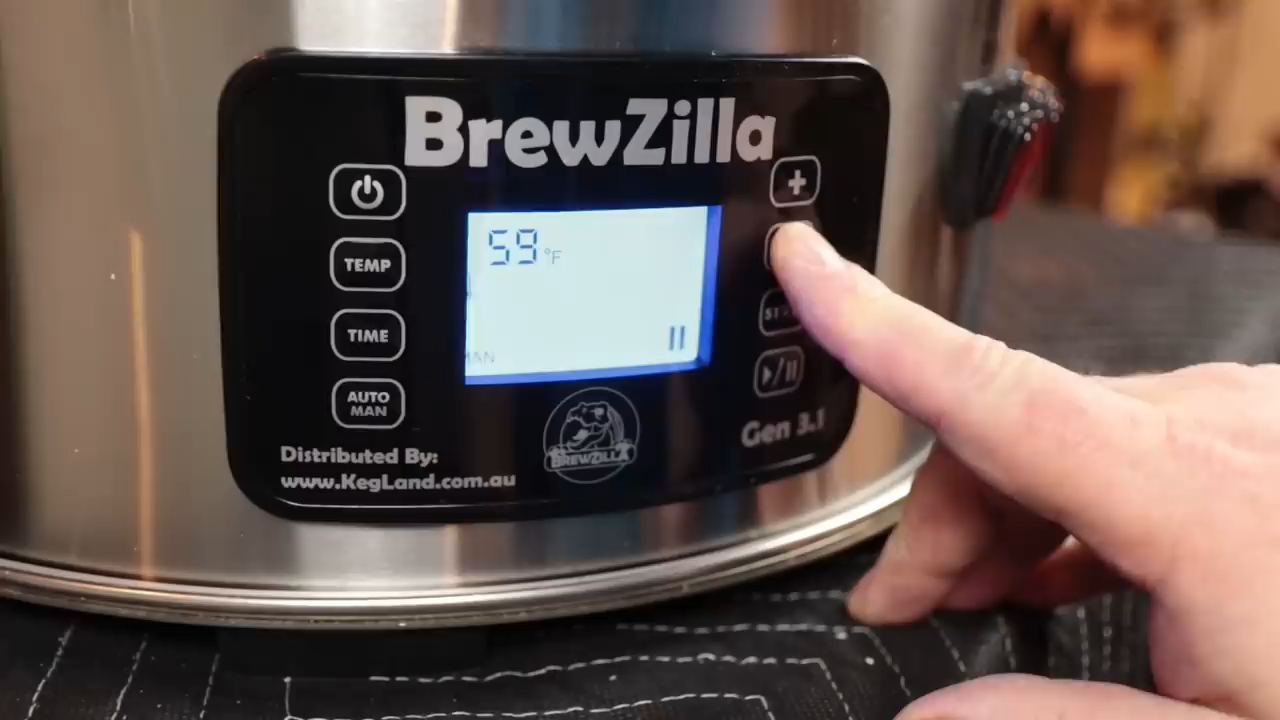 BrewZilla
+
TEMP
59 °F
TIME
AUTO
MAN
Distributed By:
www.KegLand.com.au
BREWZILLA
Gen 3.1